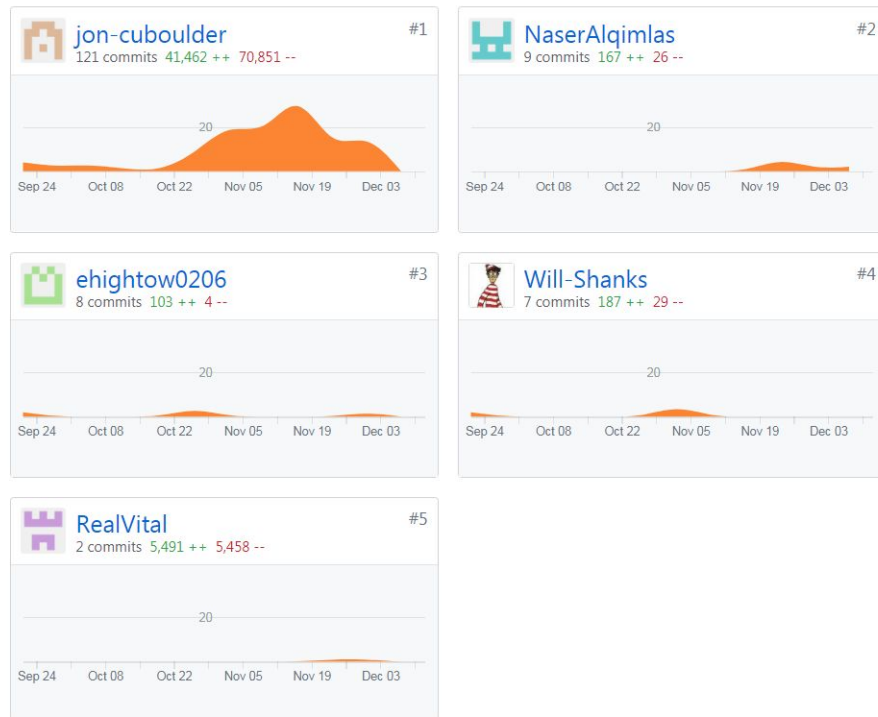 jon-cuboulder #1
121 commits 41,462 ++ 70,851 --
20
Sep 24 Oct 08 Oct 22 Nov 05 Nov 19 Dec 03
NaserAlqimlas #2
9 commits 167 ++ 26 --
20
Sep 24 Oct 08 Oct 22 Nov 05 Nov 19 Dec 03
ehightow0206 #3
8 commits 103 ++ 4 --
20
Sep 24 Oct 08 Oct 22 Nov 05 Nov 19 Dec 03
Will-Shanks #4
7 commits 187 ++ 29 --
20
Sep 24 Oct 08 Oct 22 Nov 05 Nov 19 Dec 03
RealVital #5
2 commits 5,491 ++ 5,458 --
20
Sep 24 Oct 08 Oct 22 Nov 05 Nov 19 Dec 03